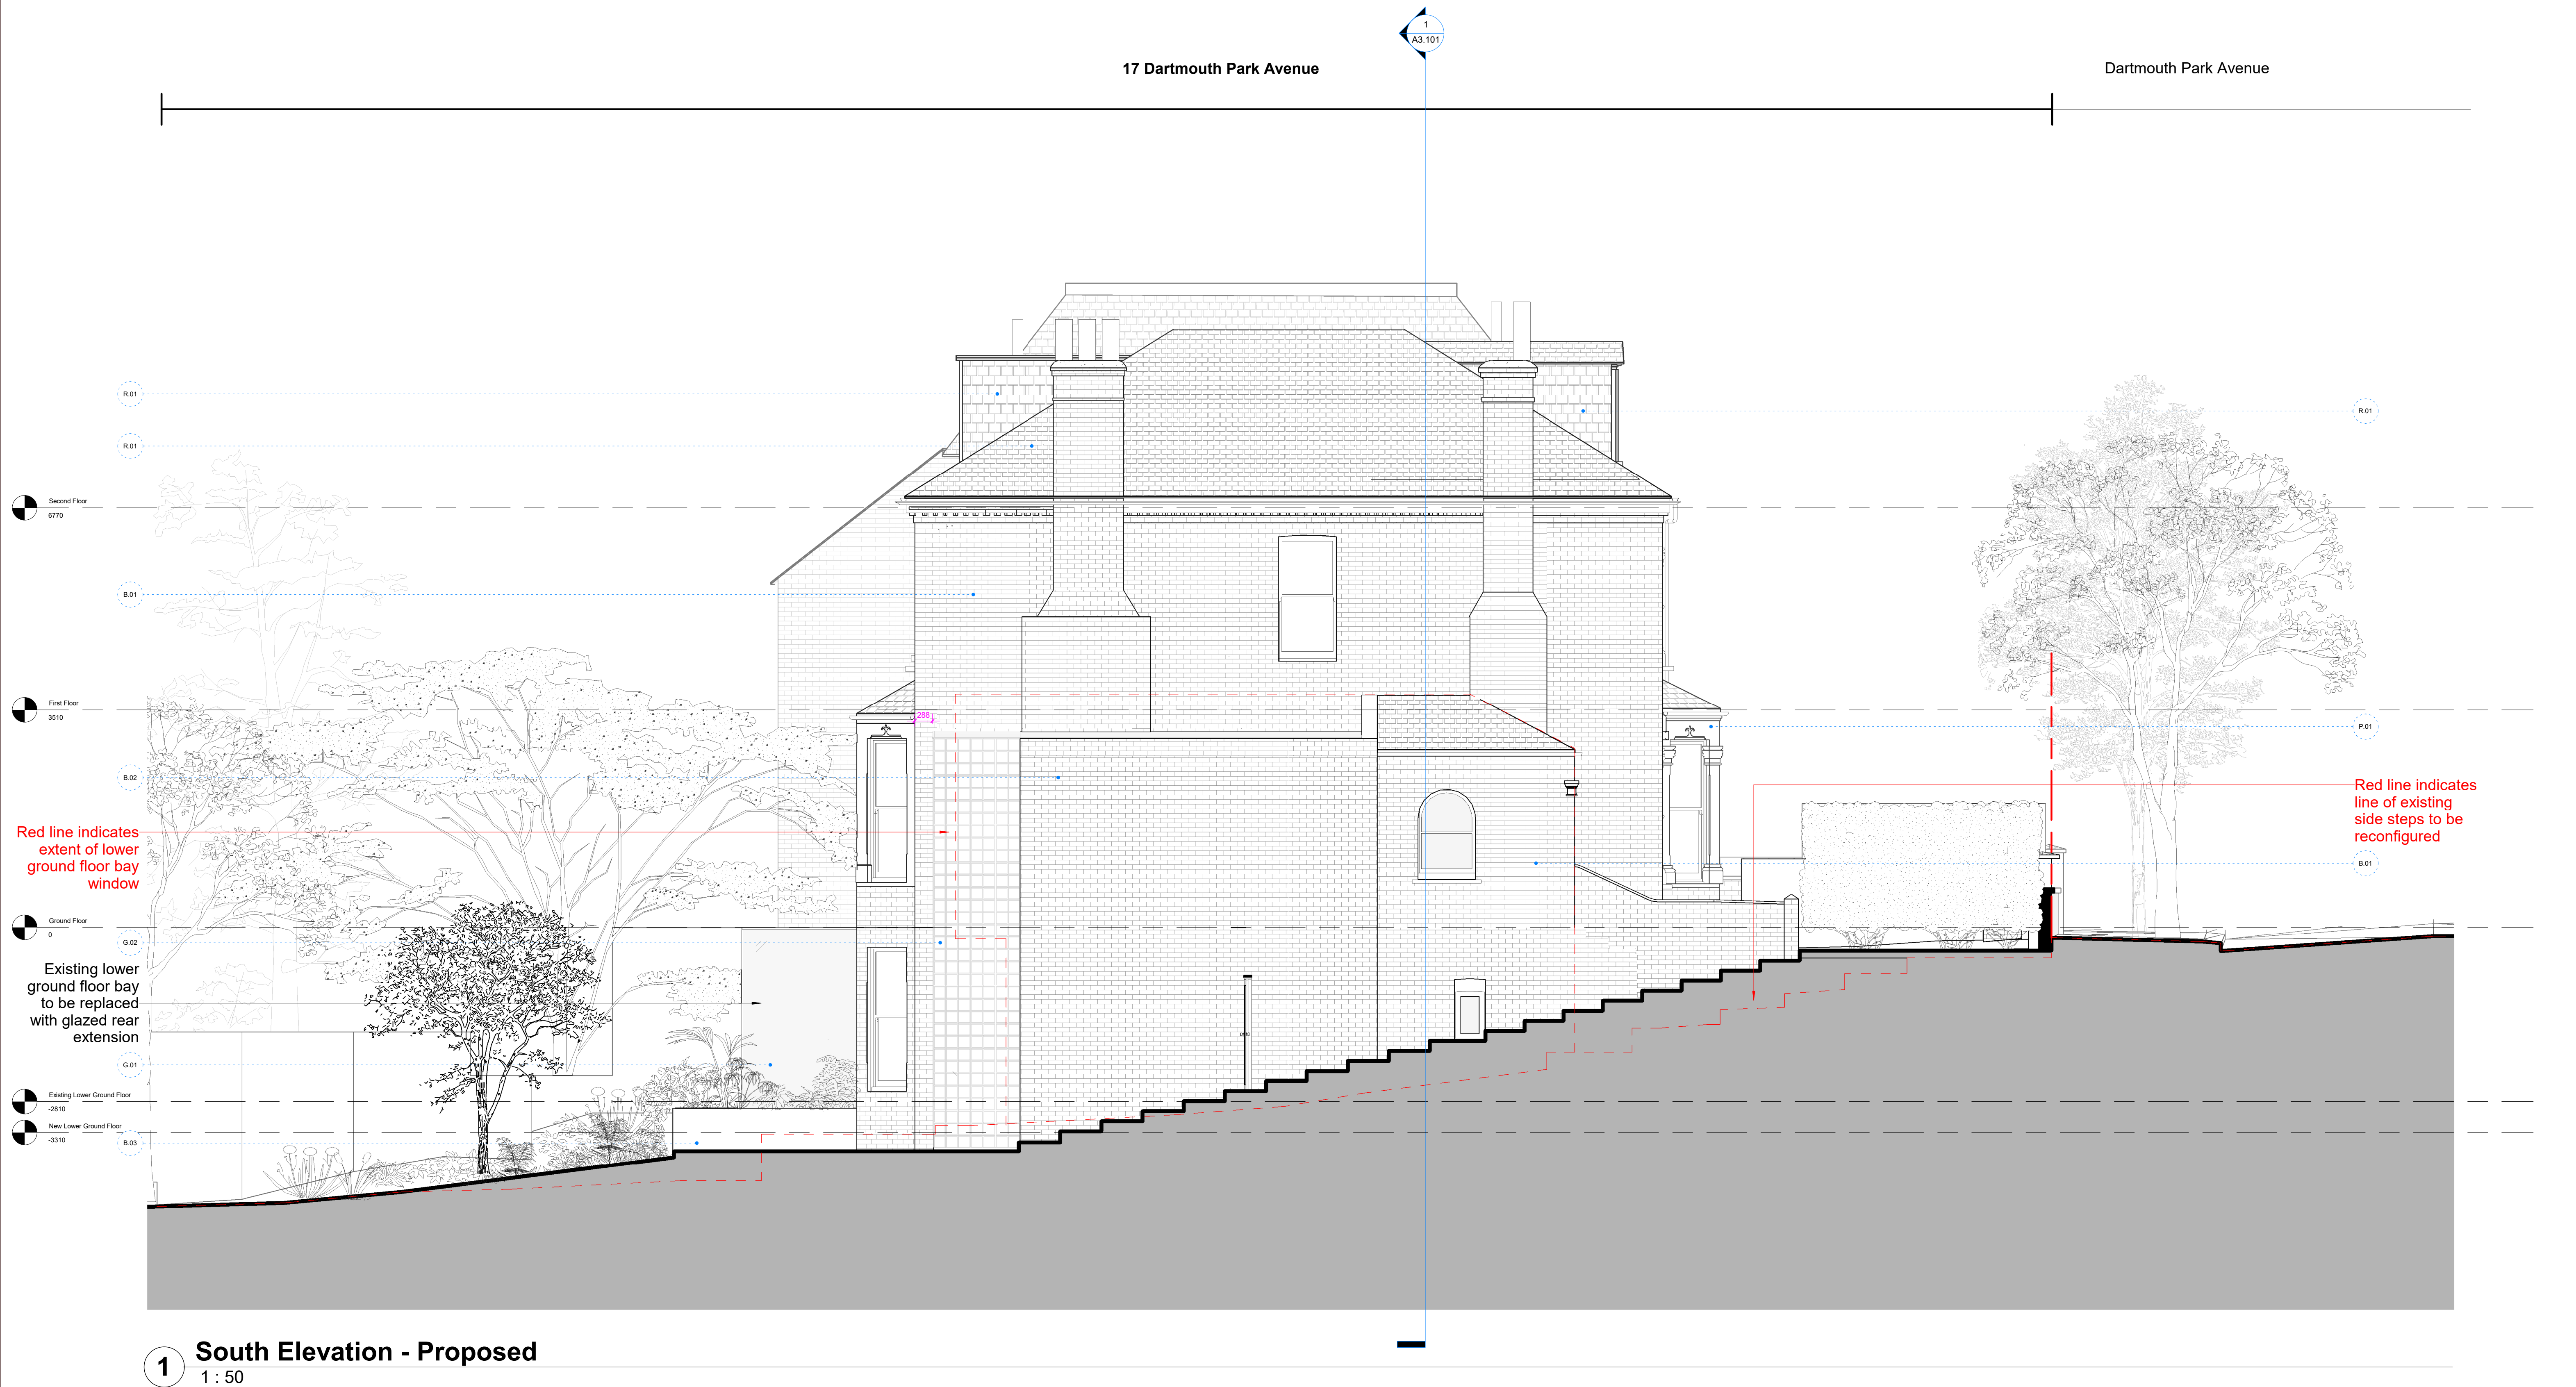 1
A3.101
17 Dartmouth Park Avenue
Dartmouth Park Avenue
R.01
R.01
R.01
Second Floor
6770
B.01
First Floor
3510
288
P.01
B.02
Red line indicates
extent of lower
ground floor bay
window
Red line indicates
line of existing
side steps to be
reconfigured
B.01
Ground Floor
0
G.02
Existing lower
ground floor bay
to be replaced
with glazed rear
extension
G.01
Existing Lower Ground Floor
-2810
New Lower Ground Floor
-3310
B.03
1
South Elevation - Proposed
1 : 50